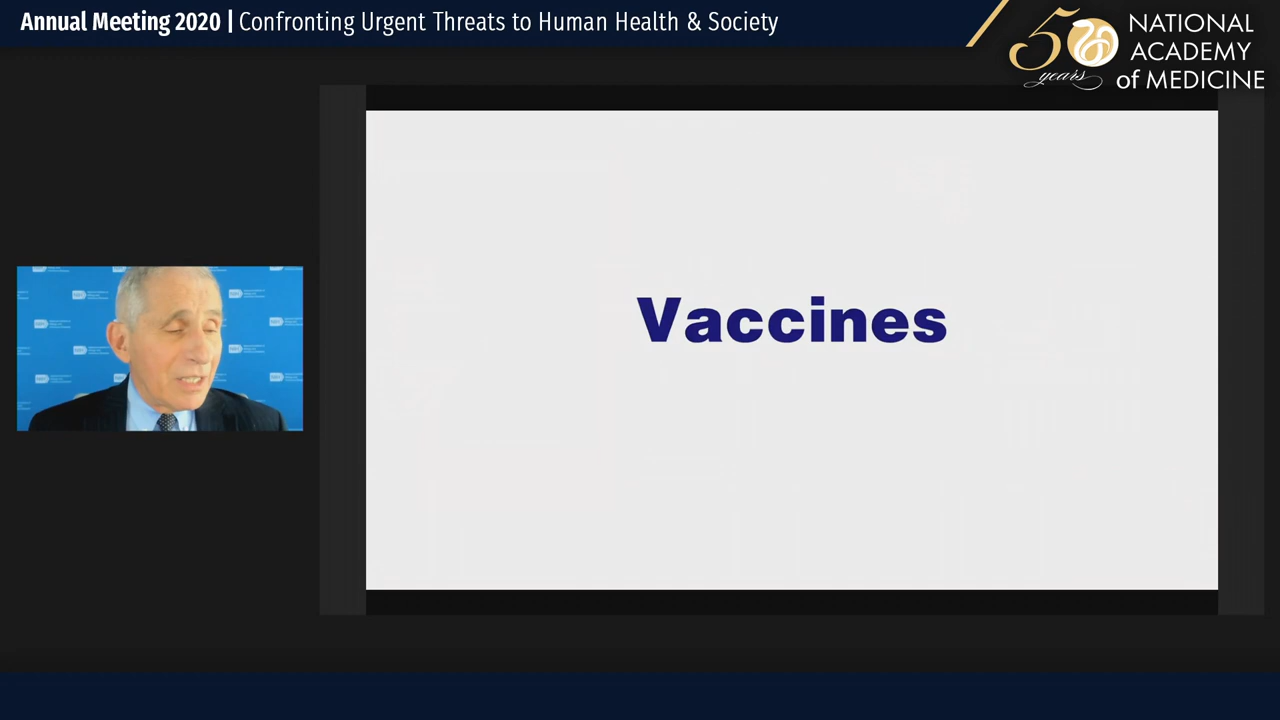 Annual Meeting 2020 | Confronting Urgent Threats to Human Health & Society
50
years
NATIONAL
ACADEMY
of MEDICINE
Vaccines